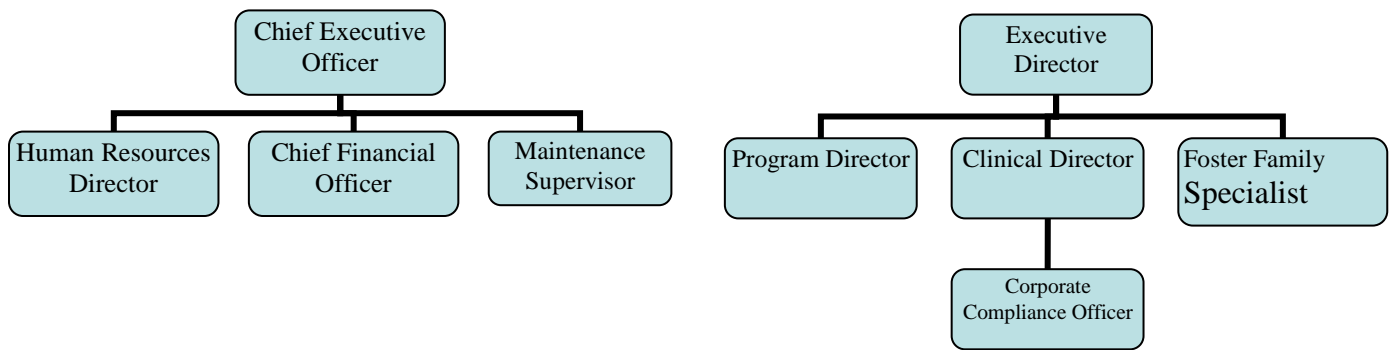 Chief Executive
Officer
Human Resources
Director
Chief Financial
Officer
Maintenance
Supervisor
Executive
Director
Program Director
Clinical Director
Foster Family
Specialist
Corporate
Compliance Officer